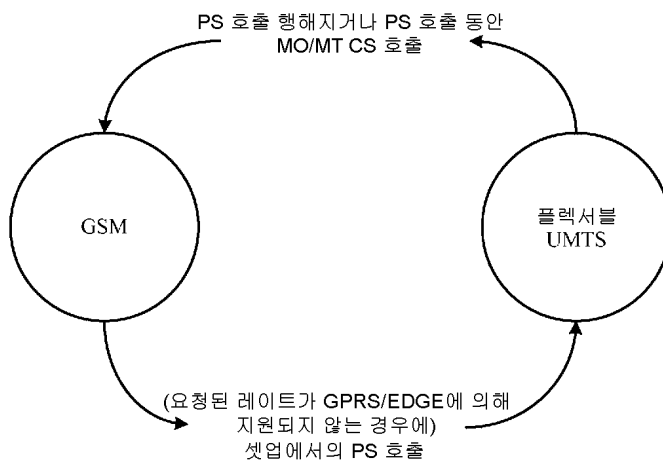 PS 호출 행해지거나 PS 호출 동안
MO/MT CS 호출
GSM
플렉서블
UMTS
(요청된 레이트가 GPRS/EDGE에 의해
지원되지 않는 경우에)
셋업에서의 PS 호출